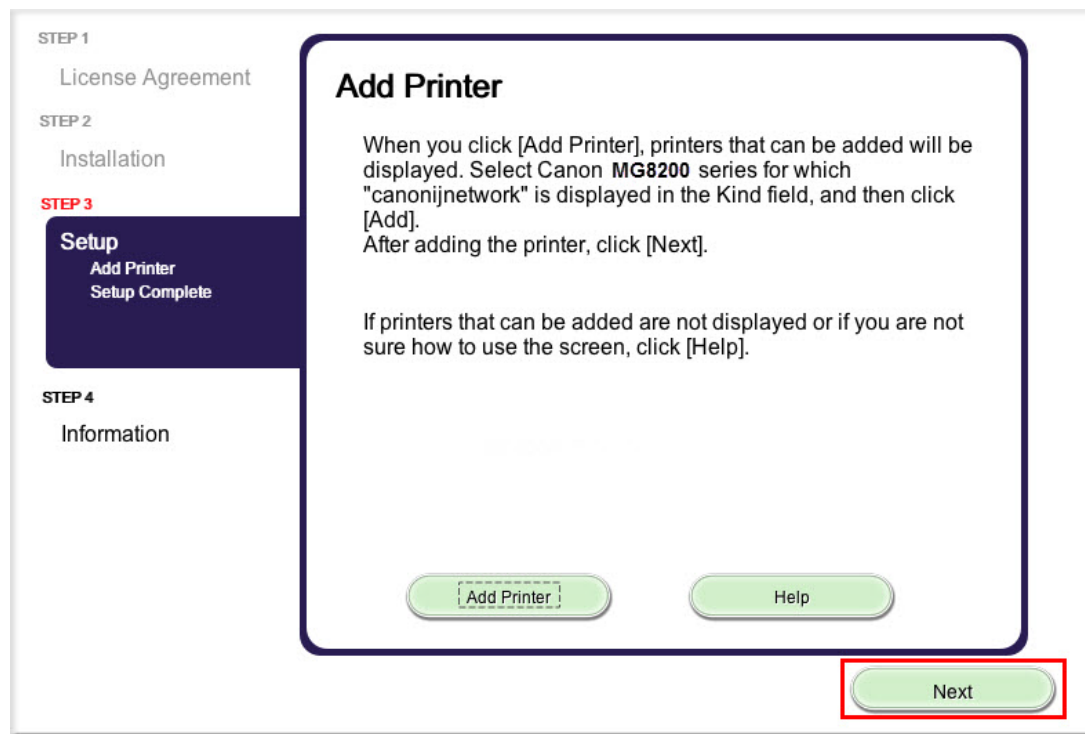 STEP 1
License Agreement
STEP 2
Installation
STEP 3
Setup
Add Printer
Setup Complete
STEP 4
Information
Add Printer
When you click [Add Printer], printers that can be added will be
displayed. Select Canon MG8200 series for which
"canonijnetwork" is displayed in the Kind field, and then click
[Add].
After adding the printer, click [Next].
If printers that can be added are not displayed or if you are not
sure how to use the screen, click [Help].
Add Printer
Help
Next